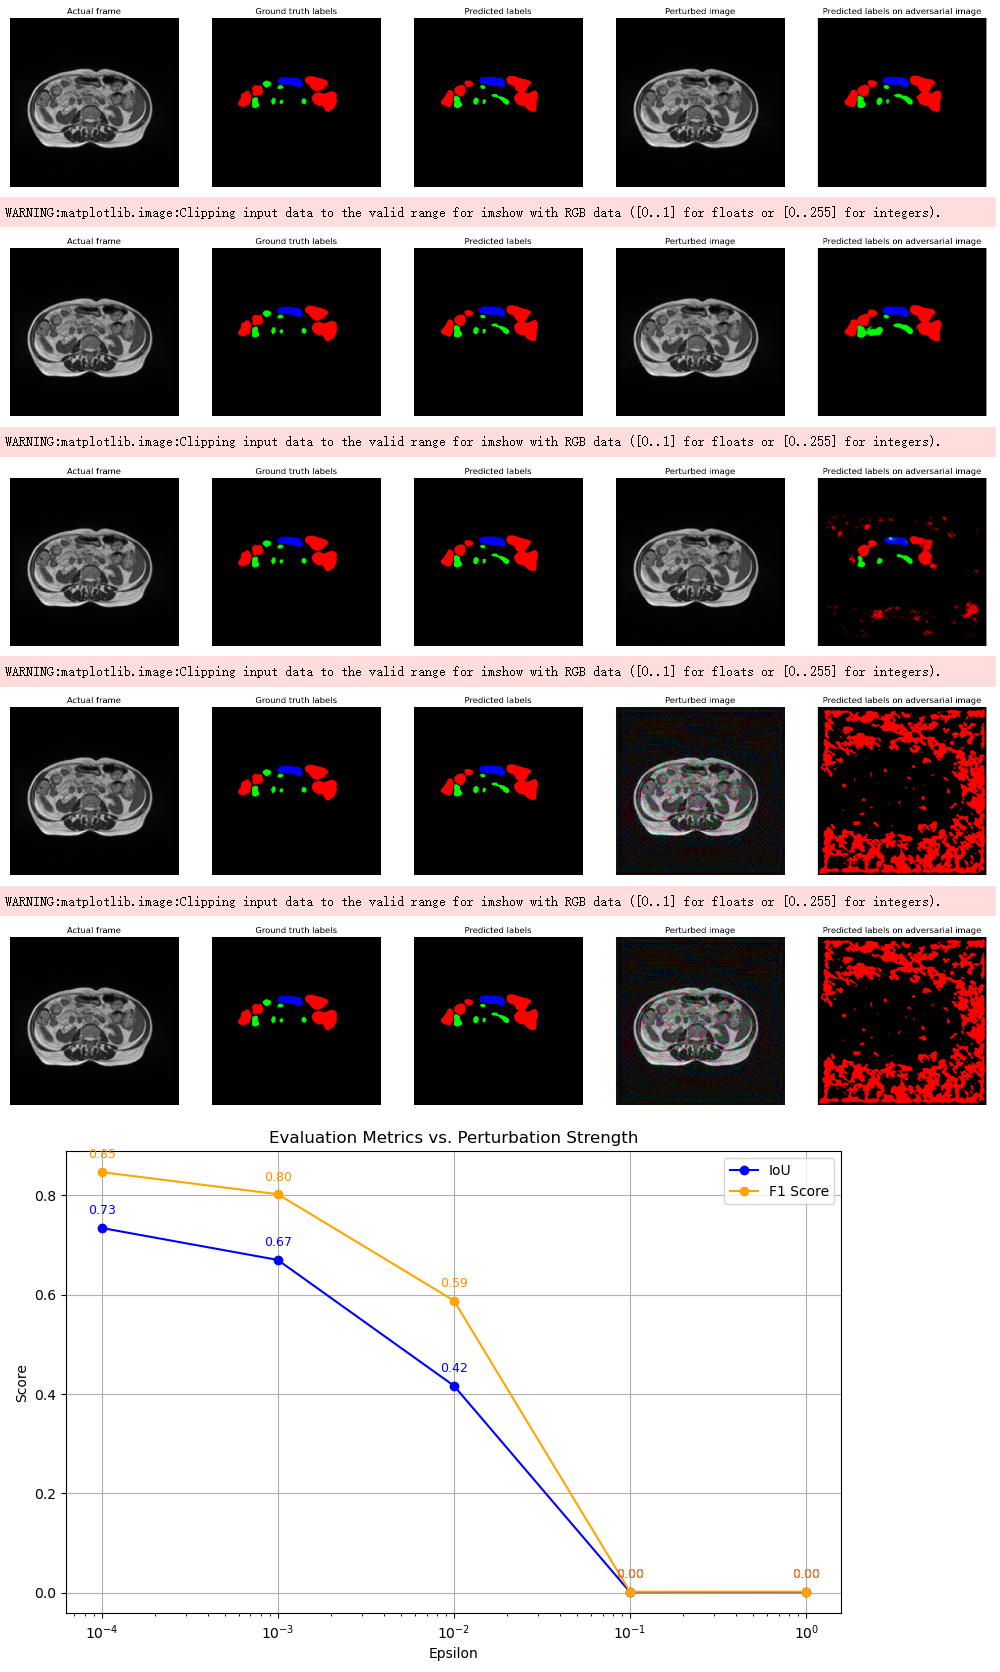 Actual frame Ground truth labels Predicted labels Perturbed image Predicted labels on adversarial image
WARNING:matplotlib.image:Clipping input data to the valid range for imshow with RGB data ([0..1] for floats or [0..255] for integers).
Actual frame Ground truth labels Predicted labels Perturbed image Predicted labels on adversarial image
WARNING:matplotlib.image:Clipping input data to the valid range for imshow with RGB data ([0..1] for floats or [0..255] for integers).
Actual frame Ground truth labels Predicted labels Perturbed image Predicted labels on adversarial image
WARNING:matplotlib.image:Clipping input data to the valid range for imshow with RGB data ([0..1] for floats or [0..255] for integers).
Actual frame Ground truth labels Predicted labels Perturbed image Predicted labels on adversarial image
WARNING:matplotlib.image:Clipping input data to the valid range for imshow with RGB data ([0..1] for floats or [0..255] for integers).
Actual frame Ground truth labels Predicted labels Perturbed image Predicted labels on adversarial image
Evaluation Metrics vs. Perturbation Strength
IoU
F1 Score
0.85
0.80
0.73
0.67
0.59
0.42
0.00 0.00
0.8
0.6
0.4
0.2
0.0
Score
10⁻⁴ 10⁻³ 10⁻² 10⁻¹ 10⁰
Epsilon